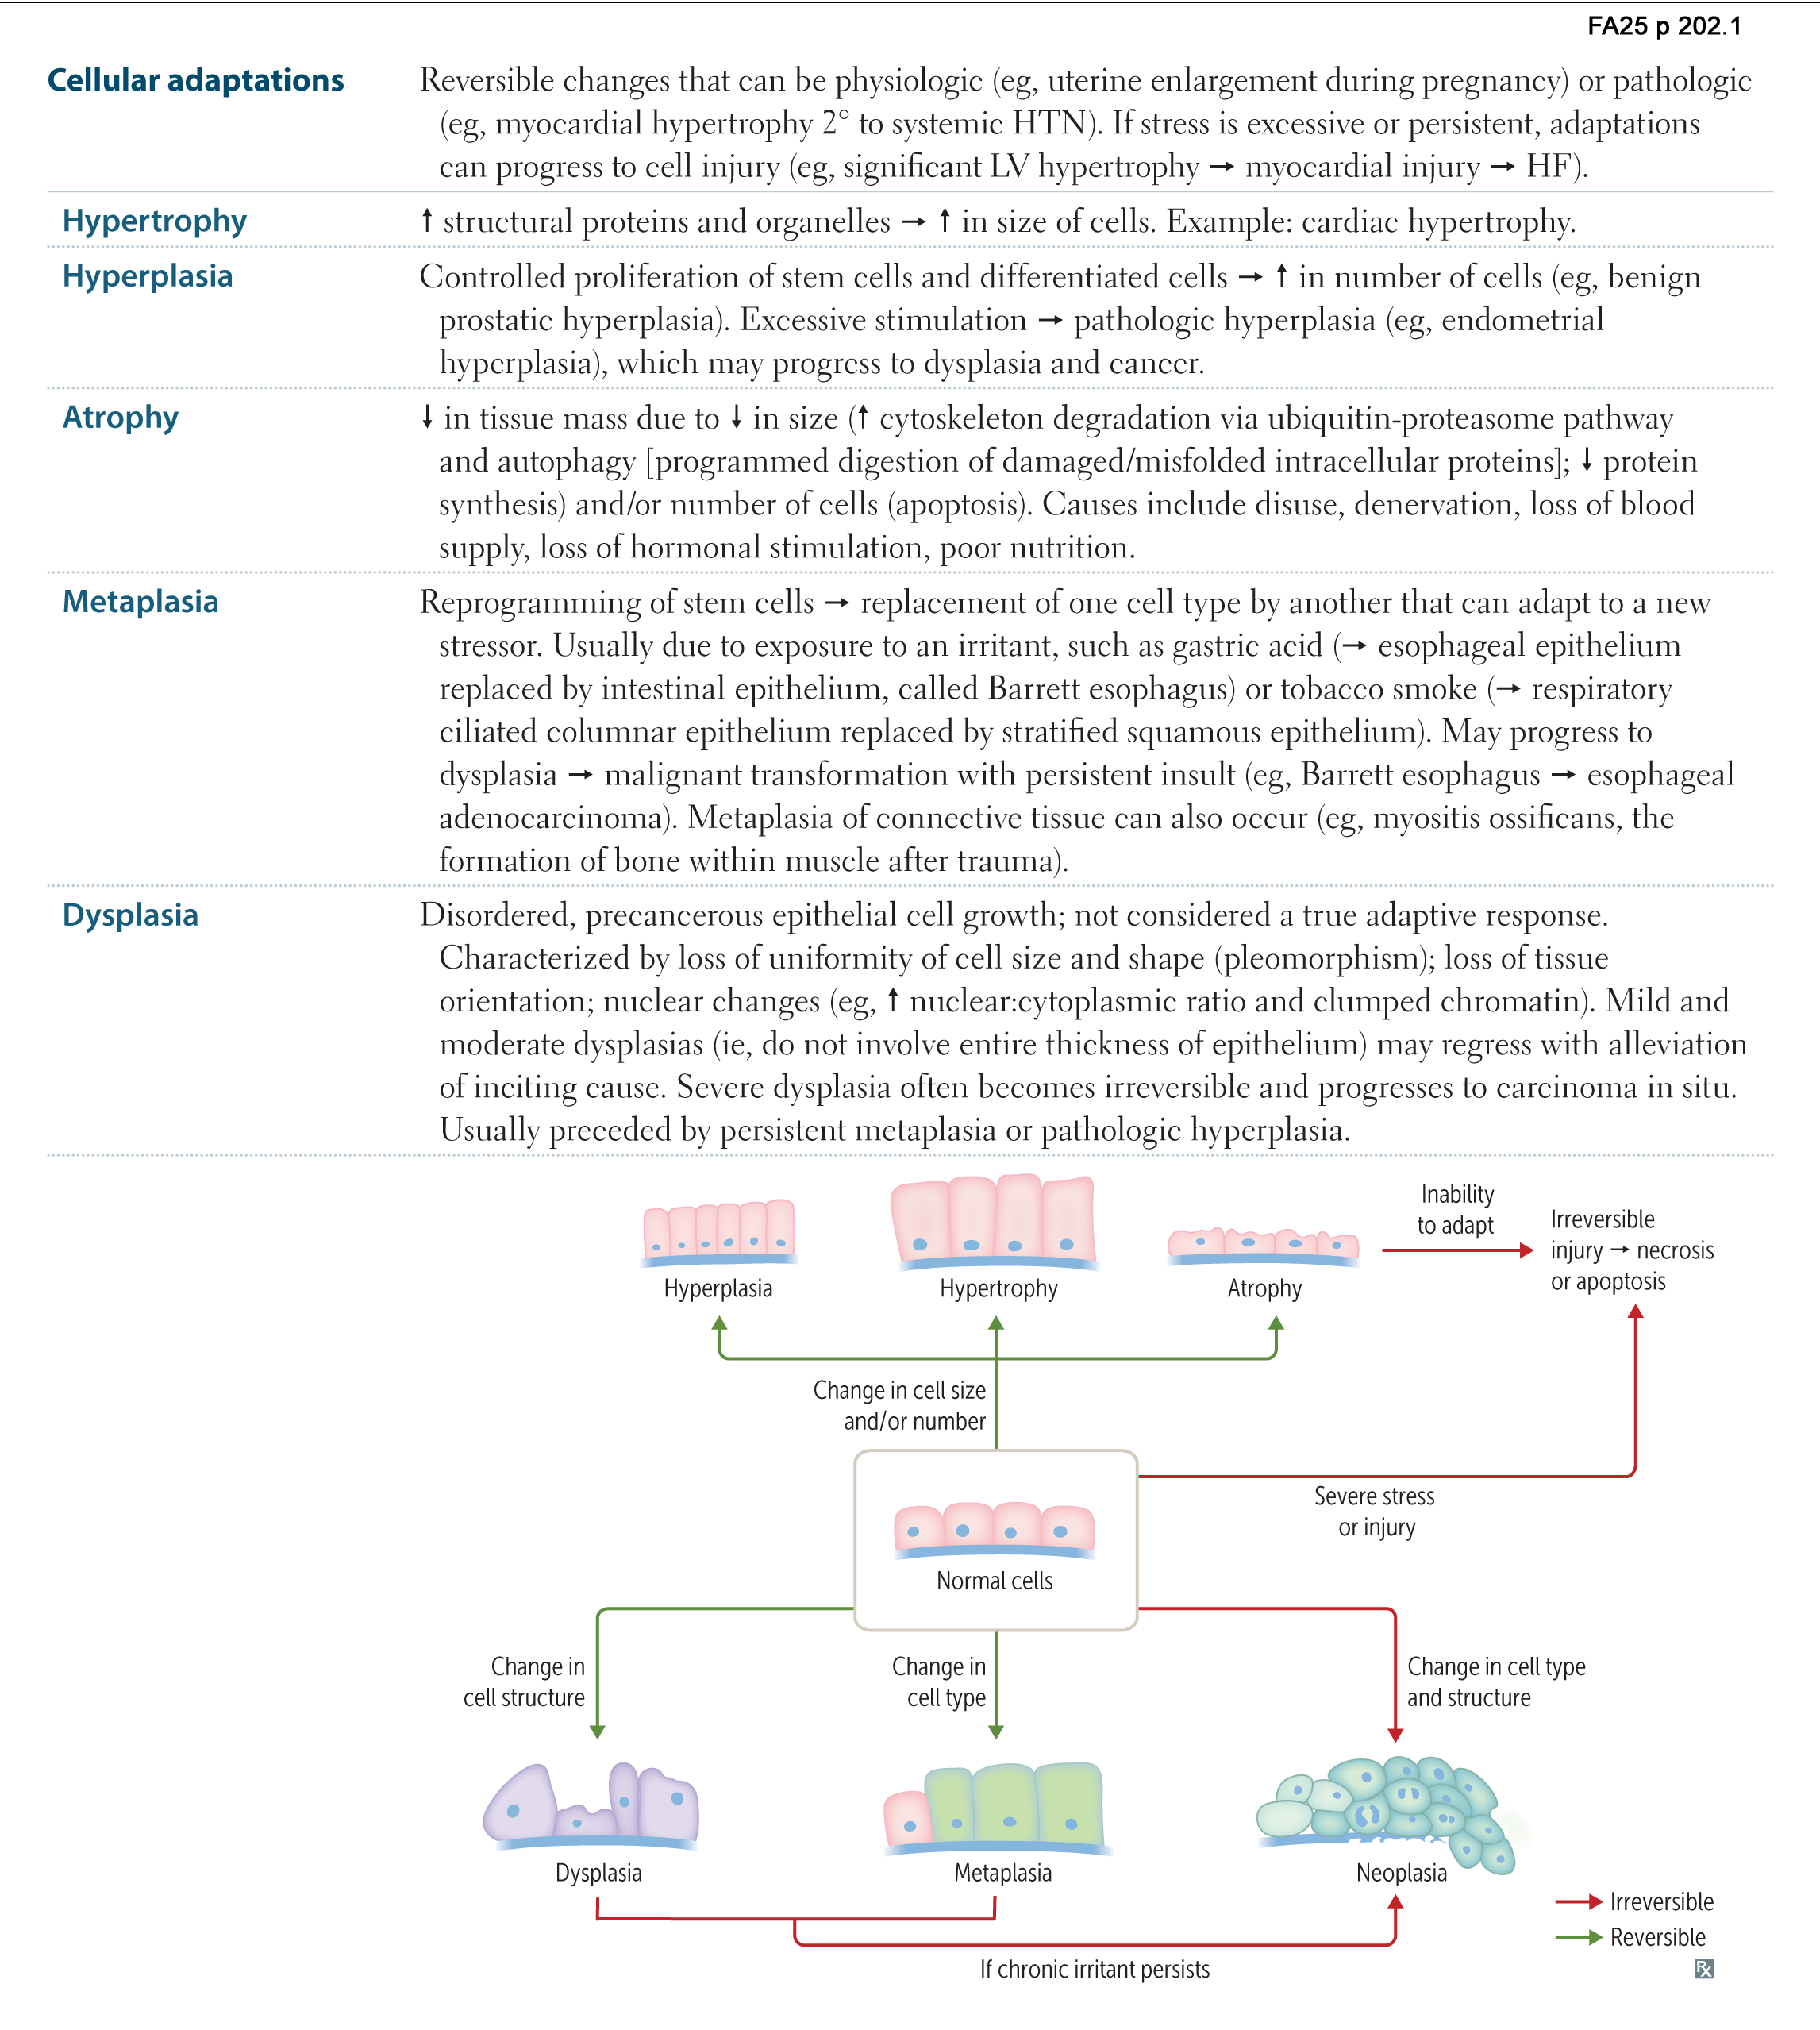 FA25 p 202.1
Cellular adaptations
Reversible changes that can be physiologic (eg, uterine enlargement during pregnancy) or pathologic
(eg, myocardial hypertrophy 2° to systemic HTN). If stress is excessive or persistent, adaptations
can progress to cell injury (eg, significant LV hypertrophy → myocardial injury → HF).
Hypertrophy
↑ structural proteins and organelles → ↑ in size of cells. Example: cardiac hypertrophy.
Hyperplasia
Controlled proliferation of stem cells and differentiated cells → ↑ in number of cells (eg, benign
prostatic hyperplasia). Excessive stimulation → pathologic hyperplasia (eg, endometrial
hyperplasia), which may progress to dysplasia and cancer.
Atrophy
↓ in tissue mass due to ↓ in size (↑ cytoskeleton degradation via ubiquitin-proteasome pathway
and autophagy [programmed digestion of damaged/misfolded intracellular proteins]; ↓ protein
synthesis) and/or number of cells (apoptosis). Causes include disuse, denervation, loss of blood
supply, loss of hormonal stimulation, poor nutrition.
Metaplasia
Reprogramming of stem cells → replacement of one cell type by another that can adapt to a new
stressor. Usually due to exposure to an irritant, such as gastric acid (→ esophageal epithelium
replaced by intestinal epithelium, called Barrett esophagus) or tobacco smoke (→ respiratory
ciliated columnar epithelium replaced by stratified squamous epithelium). May progress to
dysplasia → malignant transformation with persistent insult (eg, Barrett esophagus → esophageal
adenocarcinoma). Metaplasia of connective tissue can also occur (eg, myositis ossificans, the
formation of bone within muscle after trauma).
Dysplasia
Disordered, precancerous epithelial cell growth; not considered a true adaptive response.
Characterized by loss of uniformity of cell size and shape (pleomorphism); loss of tissue
orientation; nuclear changes (eg, ↑ nuclear:cytoplasmic ratio and clumped chromatin). Mild and
moderate dysplasias (ie, do not involve entire thickness of epithelium) may regress with alleviation
of inciting cause. Severe dysplasia often becomes irreversible and progresses to carcinoma in situ.
Usually preceded by persistent metaplasia or pathologic hyperplasia.
Hyperplasia
Hypertrophy
Atrophy
Inability
to adapt
Irreversible
injury → necrosis
or apoptosis
Change in cell size
and/or number
Severe stress
or injury
Normal cells
Change in
cell structure
Change in
cell type
Change in cell type
and structure
Dysplasia
Metaplasia
Neoplasia
Irreversible
Reversible
If chronic irritant persists
Rx